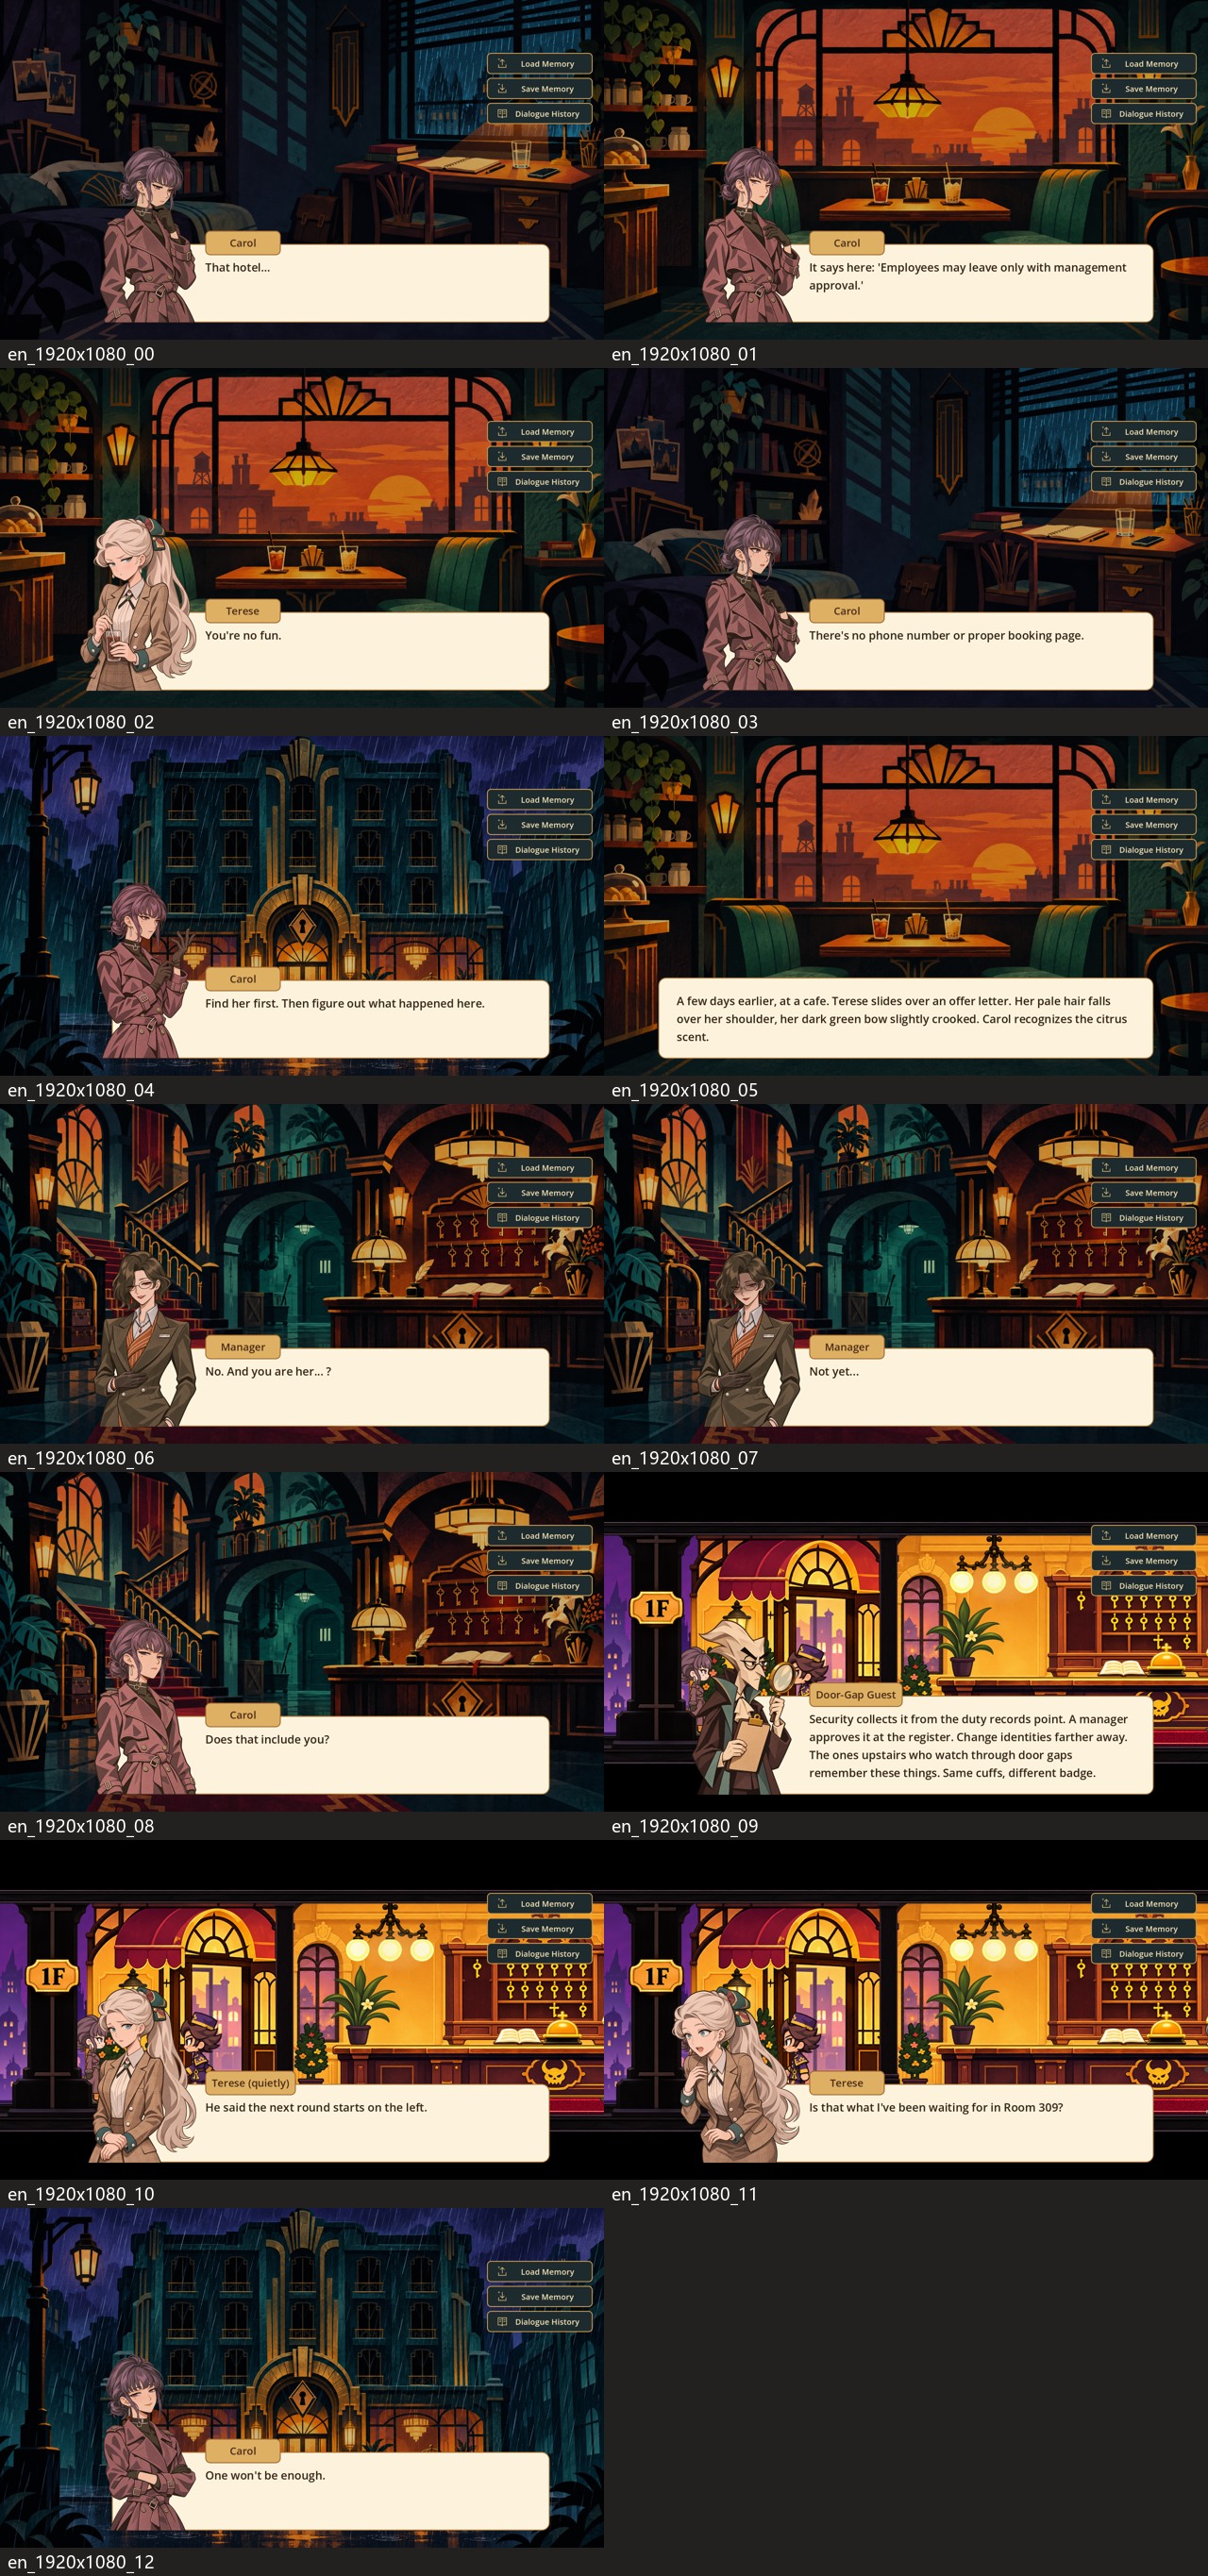 Load Memory
Save Memory
Dialogue History
Carol
That hotel...
en_1920x1080_00
Load Memory
Save Memory
Dialogue History
Carol
It says here: 'Employees may leave only with management
approval.'
en_1920x1080_01
Load Memory
Save Memory
Dialogue History
Terese
You're no fun.
en_1920x1080_02
Load Memory
Save Memory
Dialogue History
Carol
There's no phone number or proper booking page.
en_1920x1080_03
Load Memory
Save Memory
Dialogue History
Carol
Find her first. Then figure out what happened here.
en_1920x1080_04
Load Memory
Save Memory
Dialogue History
A few days earlier, at a cafe. Terese slides over an offer letter. Her pale hair falls
over her shoulder, her dark green bow slightly crooked. Carol recognizes the citrus
scent.
en_1920x1080_05
Load Memory
Save Memory
Dialogue History
Manager
No. And you are her... ?
en_1920x1080_06
Load Memory
Save Memory
Dialogue History
Manager
Not yet...
en_1920x1080_07
Load Memory
Save Memory
Dialogue History
Carol
Does that include you?
en_1920x1080_08
Load Memory
Save Memory
Dialogue History
1F
Door-Gap Guest
Security collects it from the duty records point. A manager
approves it at the register. Change identities farther away.
The ones upstairs who watch through door gaps
remember these things. Same cuffs, different badge.
en_1920x1080_09
Load Memory
Save Memory
Dialogue History
1F
Terese (quietly)
He said the next round starts on the left.
en_1920x1080_10
Load Memory
Save Memory
Dialogue History
1F
Terese
Is that what I've been waiting for in Room 309?
en_1920x1080_11
Load Memory
Save Memory
Dialogue History
Carol
One won't be enough.
en_1920x1080_12